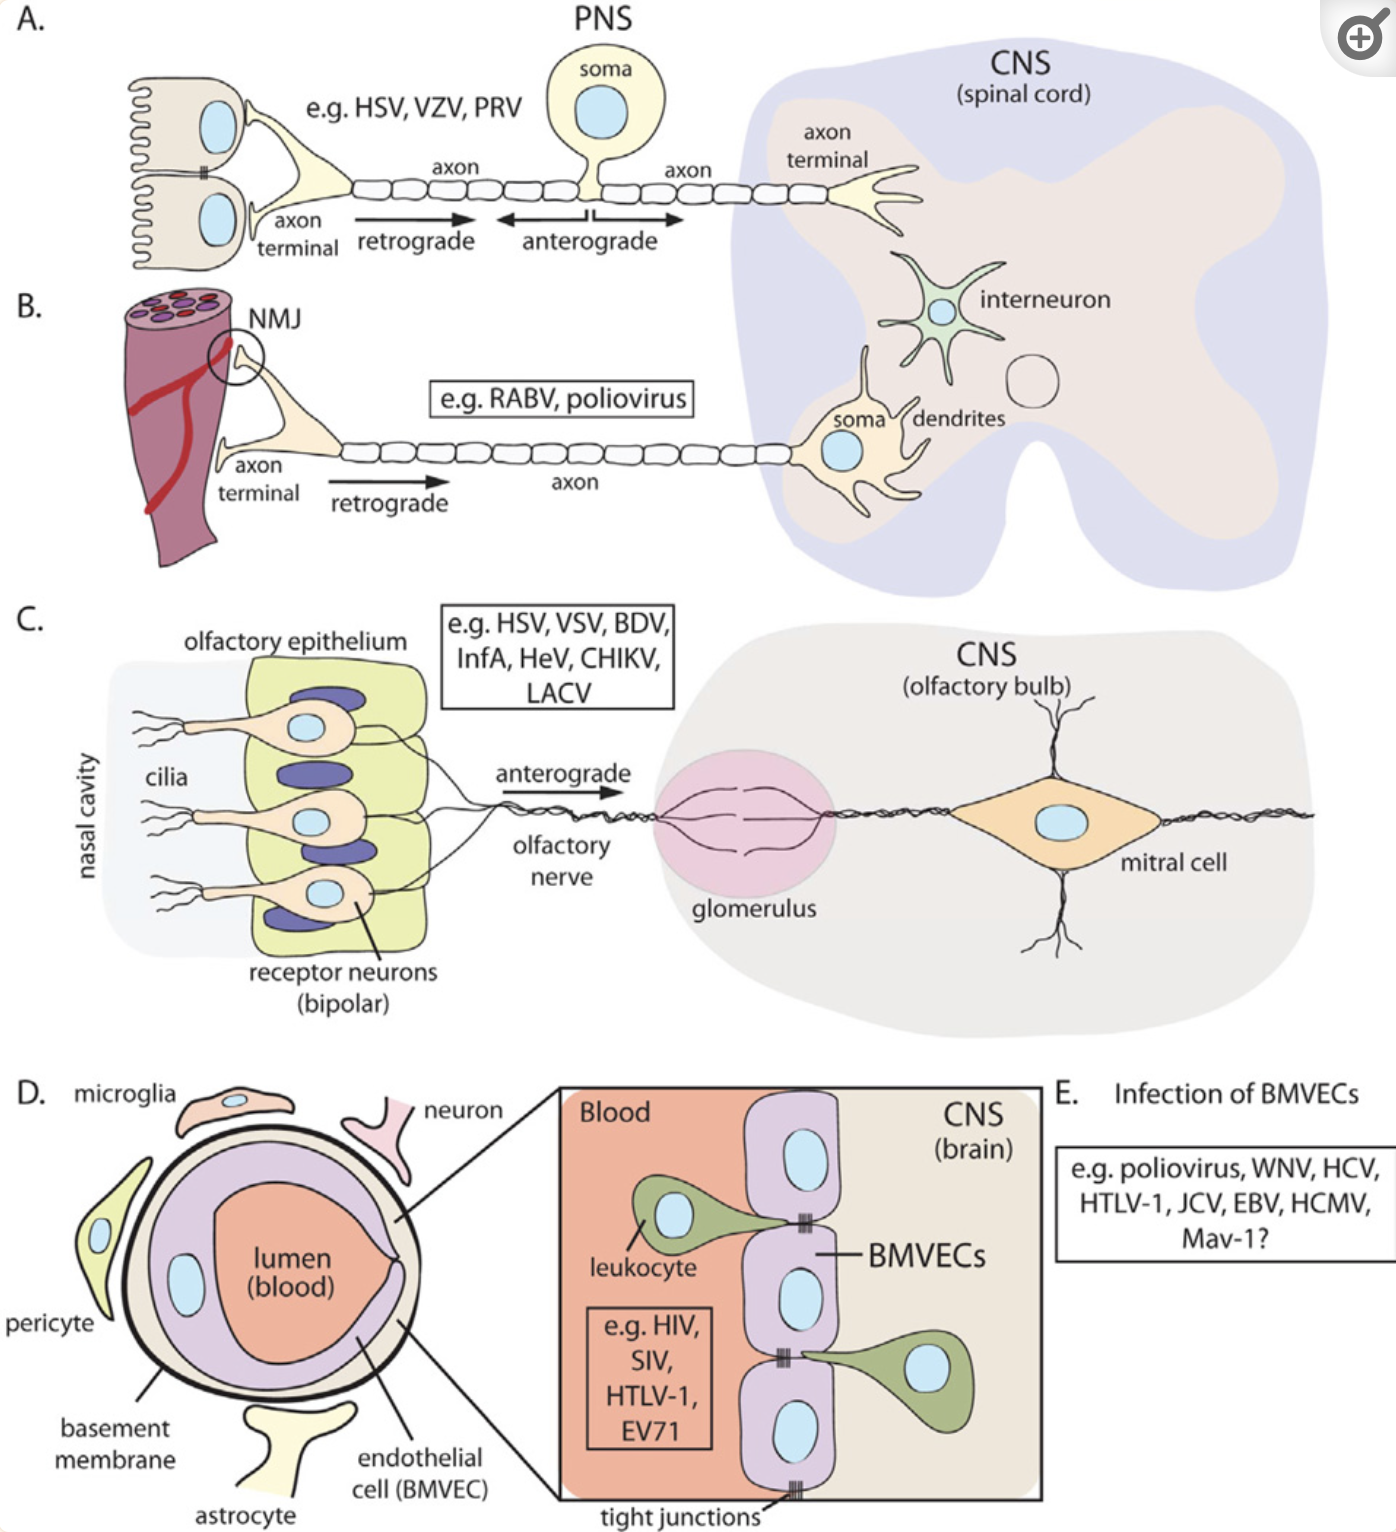 A.
PNS
soma
CNS
(spinal cord)
e.g. HSV, VZV, PRV
axon
terminal
axon
axon
axon
terminal
retrograde
anterograde
B.
NMJ
interneuron
e.g. RABV, poliovirus
soma
dendrites
axon
terminal
axon
retrograde
C.
olfactory epithelium
e.g. HSV, VSV, BDV,
InfA, HeV, CHIKV,
LACV
CNS
(olfactory bulb)
nasal cavity
cilia
anterograde
olfactory
nerve
mitral cell
glomerulus
receptor neurons
(bipolar)
D.
microglia
neuron
lumen
(blood)
pericyte
basement
membrane
endothelial
cell (BMVEC)
astrocyte
Blood
CNS
(brain)
leukocyte
BMVECs
e.g. HIV,
SIV,
HTLV-1,
EV71
tight junctions
E.
Infection of BMVECs
e.g. poliovirus, WNV, HCV,
HTLV-1, JCV, EBV, HCMV,
Mav-1?